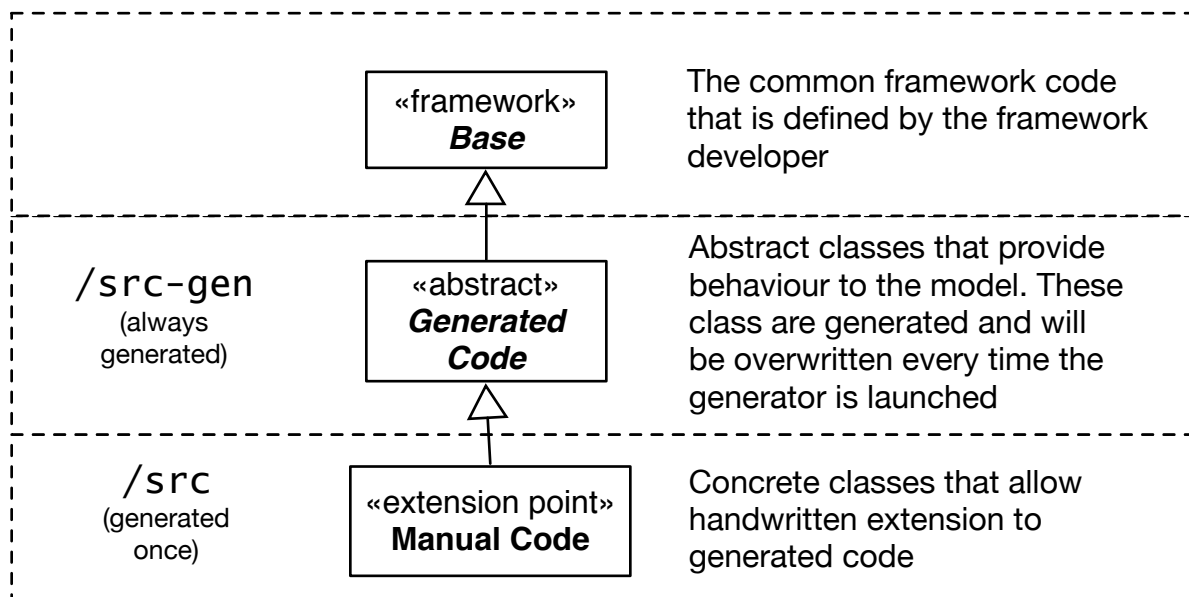 «framework»
Base
The common framework code
that is defined by the framework
developer
/src-gen
(always
generated)
«abstract»
Generated
Code
Abstract classes that provide
behaviour to the model. These
class are generated and will
be overwritten every time the
generator is launched
/src
(generated
once)
«extension point»
Manual Code
Concrete classes that allow
handwritten extension to
generated code